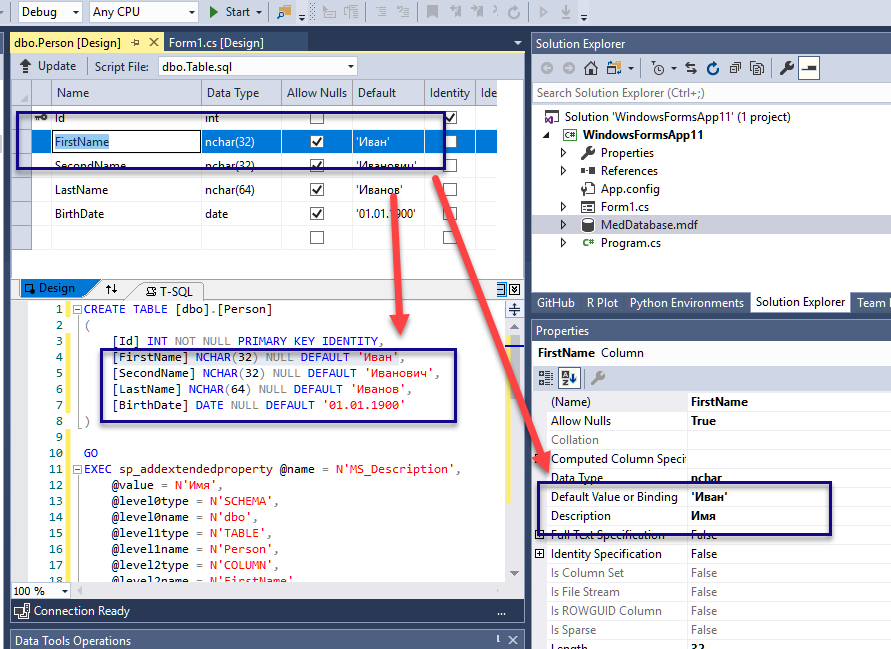 Debug Any CPU Start
dbo.Person [Design] Form1.cs [Design]
Update Script File: dbo.Table.sql
Name Data Type Allow Nulls Default Identity Ide
Id int
FirstName nchar(32) 'Иван'
SecondName nchar(32) 'Иванович'
LastName nchar(64) 'Иванов'
BirthDate date '01.01.1900'
Design T-SQL
1 CREATE TABLE [dbo].[Person]
2 (
3 [Id] INT NOT NULL PRIMARY KEY IDENTITY,
4 [FirstName] NCHAR(32) NULL DEFAULT 'Иван',
5 [SecondName] NCHAR(32) NULL DEFAULT 'Иванович',
6 [LastName] NCHAR(64) NULL DEFAULT 'Иванов',
7 [BirthDate] DATE NULL DEFAULT '01.01.1900'
8 )
9
10 GO
11 EXEC sp_addextendedproperty @name = N'MS_Description',
12 @value = N'Имя',
13 @level0type = N'SCHEMA',
14 @level0name = N'dbo',
15 @level1type = N'TABLE',
16 @level1name = N'Person',
17 @level2type = N'COLUMN',
18 @level2name = N'FirstName'
100 %
Connection Ready
Data Tools Operations
Solution Explorer
Search Solution Explorer (Ctrl+;)
Solution 'WindowsFormsApp11' (1 project)
C# WindowsFormsApp11
Properties
References
App.config
Form1.cs
MedDatabase.mdf
C# Program.cs
GitHub R Plot Python Environments Solution Explorer Team
Properties
FirstName Column
(Name) FirstName
Allow Nulls True
Collation
Computed Column Specif
Data Type nchar
Default Value or Binding 'Иван'
Description Имя
Full Text Specification False
Identity Specification False
Is Column Set False
Is File Stream False
Is ROWGUID Column False
Is Sparse False
Length 32